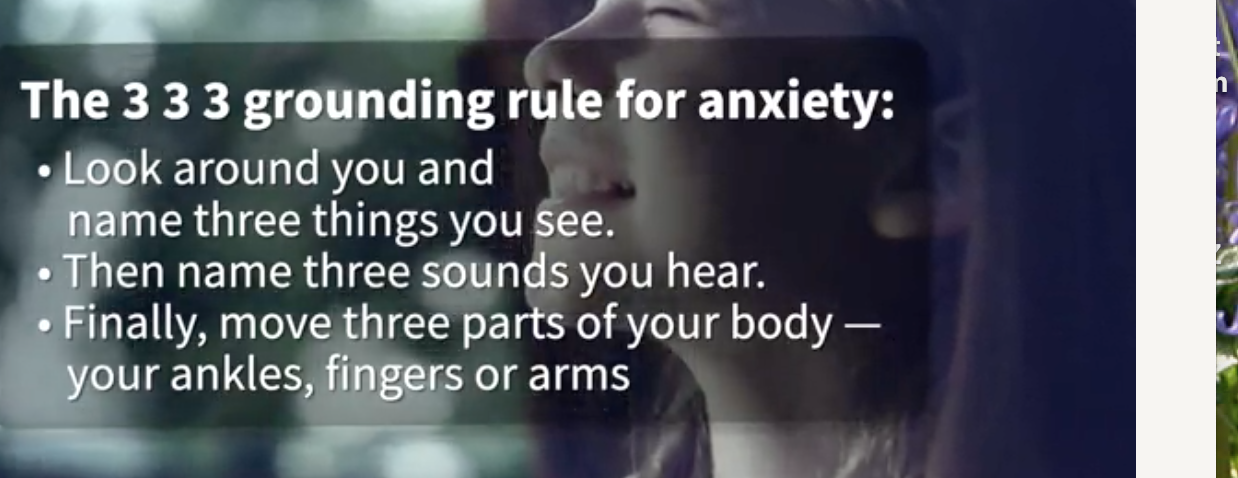 The 3 3 3 grounding rule for anxiety:
• Look around you and
name three things you see.
• Then name three sounds you hear.
• Finally, move three parts of your body —
your ankles, fingers or arms